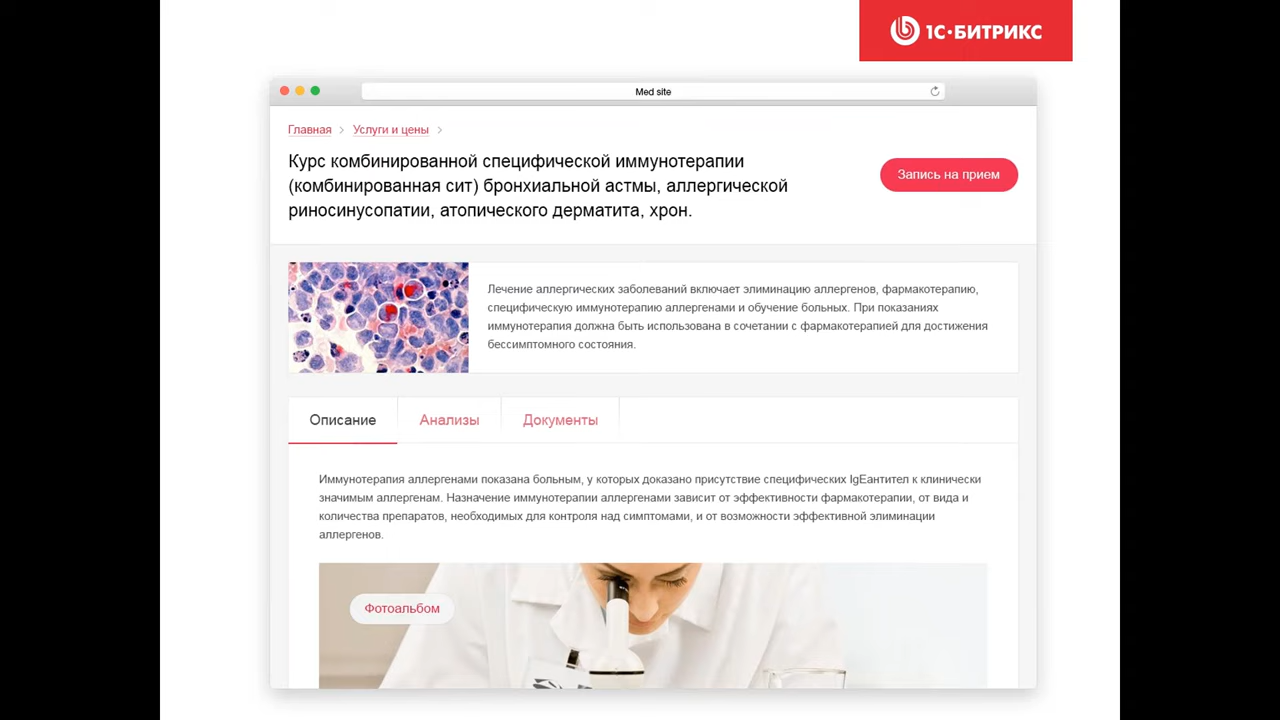 1С·БИТРИКС
Med site
Главная
Услуги и цены
Курс комбинированной специфической иммунотерапии
(комбинированная сит) бронхиальной астмы, аллергической
риносинусопатии, атопического дерматита, хрон.
Запись на прием
Лечение аллергических заболеваний включает элиминацию аллергенов, фармакотерапию,
специфическую иммунотерапию аллергенами и обучение больных. При показаниях
иммунотерапия должна быть использована в сочетании с фармакотерапией для достижения
бессимптомного состояния.
Описание
Анализы
Документы
Иммунотерапия аллергенами показана больным, у которых доказано присутствие специфических IgEантител к клинически
значимым аллергенам. Назначение иммунотерапии аллергенами зависит от эффективности фармакотерапии, от вида и
количества препаратов, необходимых для контроля над симптомами, и от возможности эффективной элиминации
аллергенов.
Фотоальбом